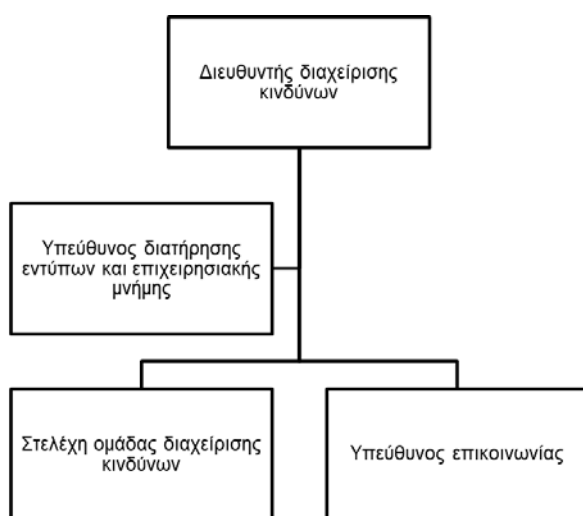 Διευθυντής διαχείρισης
κινδύνων
Υπεύθυνος διατήρησης
εντύπων και επιχειρησιακής
μνήμης
Στελέχη ομάδας διαχείρισης
κινδύνων
Υπεύθυνος επικοινωνίας